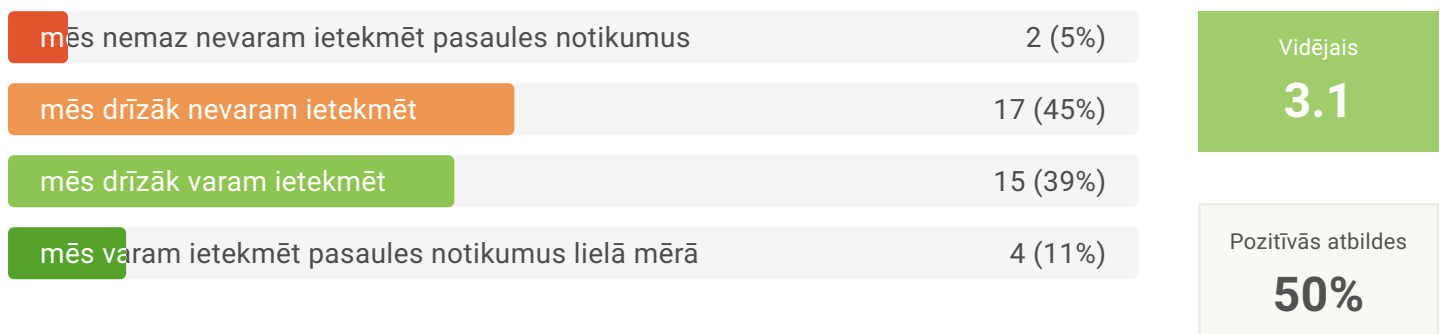 mēs nemaz nevaram ietekmēt pasaules notikumus 2 (5%)
mēs drīzāk nevaram ietekmēt 17 (45%)
mēs drīzāk varam ietekmēt 15 (39%)
mēs varam ietekmēt pasaules notikumus lielā mērā 4 (11%)
Vidējais
3.1
Pozitīvās atbildes
50%